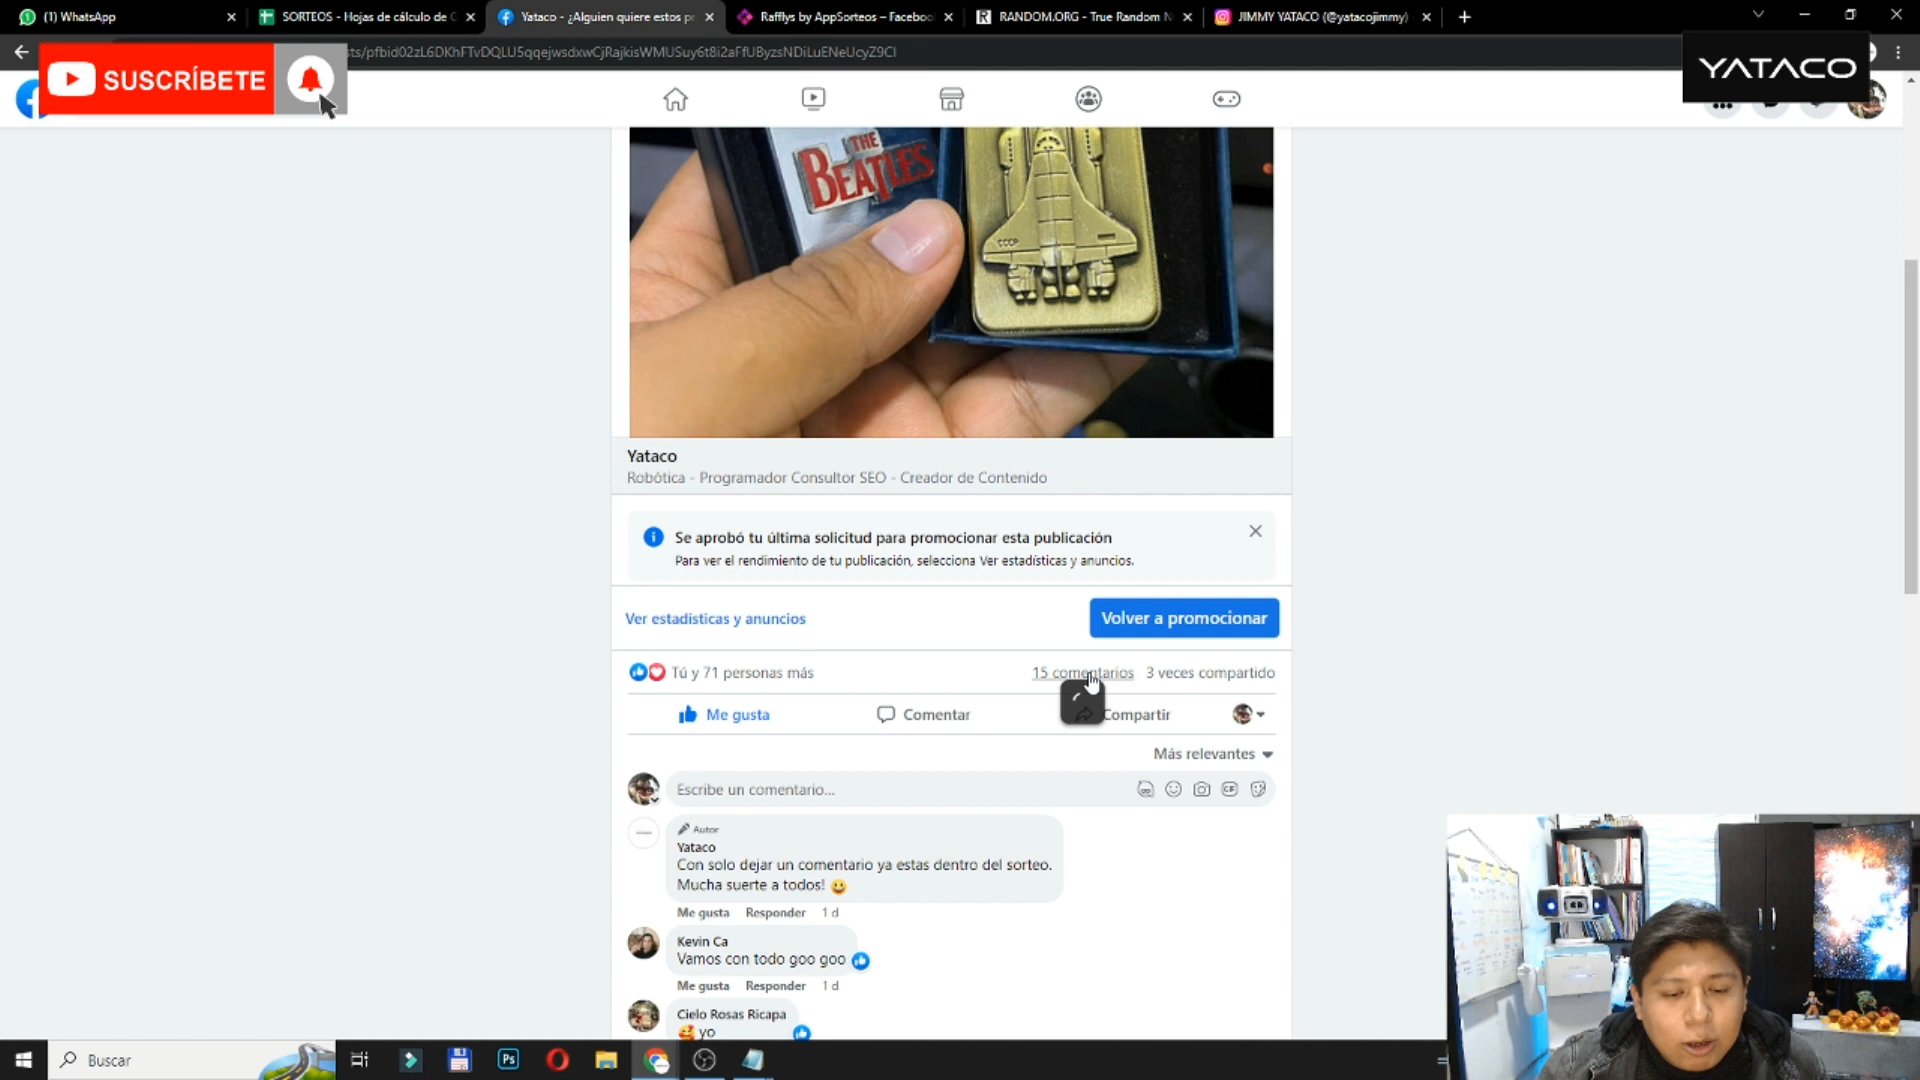 (1) WhatsApp
SORTEOS - Hojas de cálculo de G
Yataco - ¿Alguien quiere estos pr
Rafflys by AppSorteos – Faceboo
RANDOM.ORG - True Random N
JIMMY YATACO (@yatacojimmy)
sts/pfbid02zL6DKhFTvDQLU5qqejwsdxwCjRajkisWMUSuy6t8i2aFfUByzsNDiLuENeUcyZ9Cl
SUSCRÍBETE
YATACO
THE
BEATLES
CCCP
Yataco
Robótica - Programador Consultor SEO - Creador de Contenido
Se aprobó tu última solicitud para promocionar esta publicación
Para ver el rendimiento de tu publicación, selecciona Ver estadísticas y anuncios.
Ver estadísticas y anuncios
Volver a promocionar
Tú y 71 personas más
15 comentarios
3 veces compartido
Me gusta
Comentar
Compartir
Más relevantes
Escribe un comentario...
Autor
Yataco
Con solo dejar un comentario ya estas dentro del sorteo.
Mucha suerte a todos! 😃
Me gusta Responder 1 d
Kevin Ca
Vamos con todo goo goo
Me gusta Responder 1 d
Cielo Rosas Ricapa
🥰 yo
Ps
Buscar